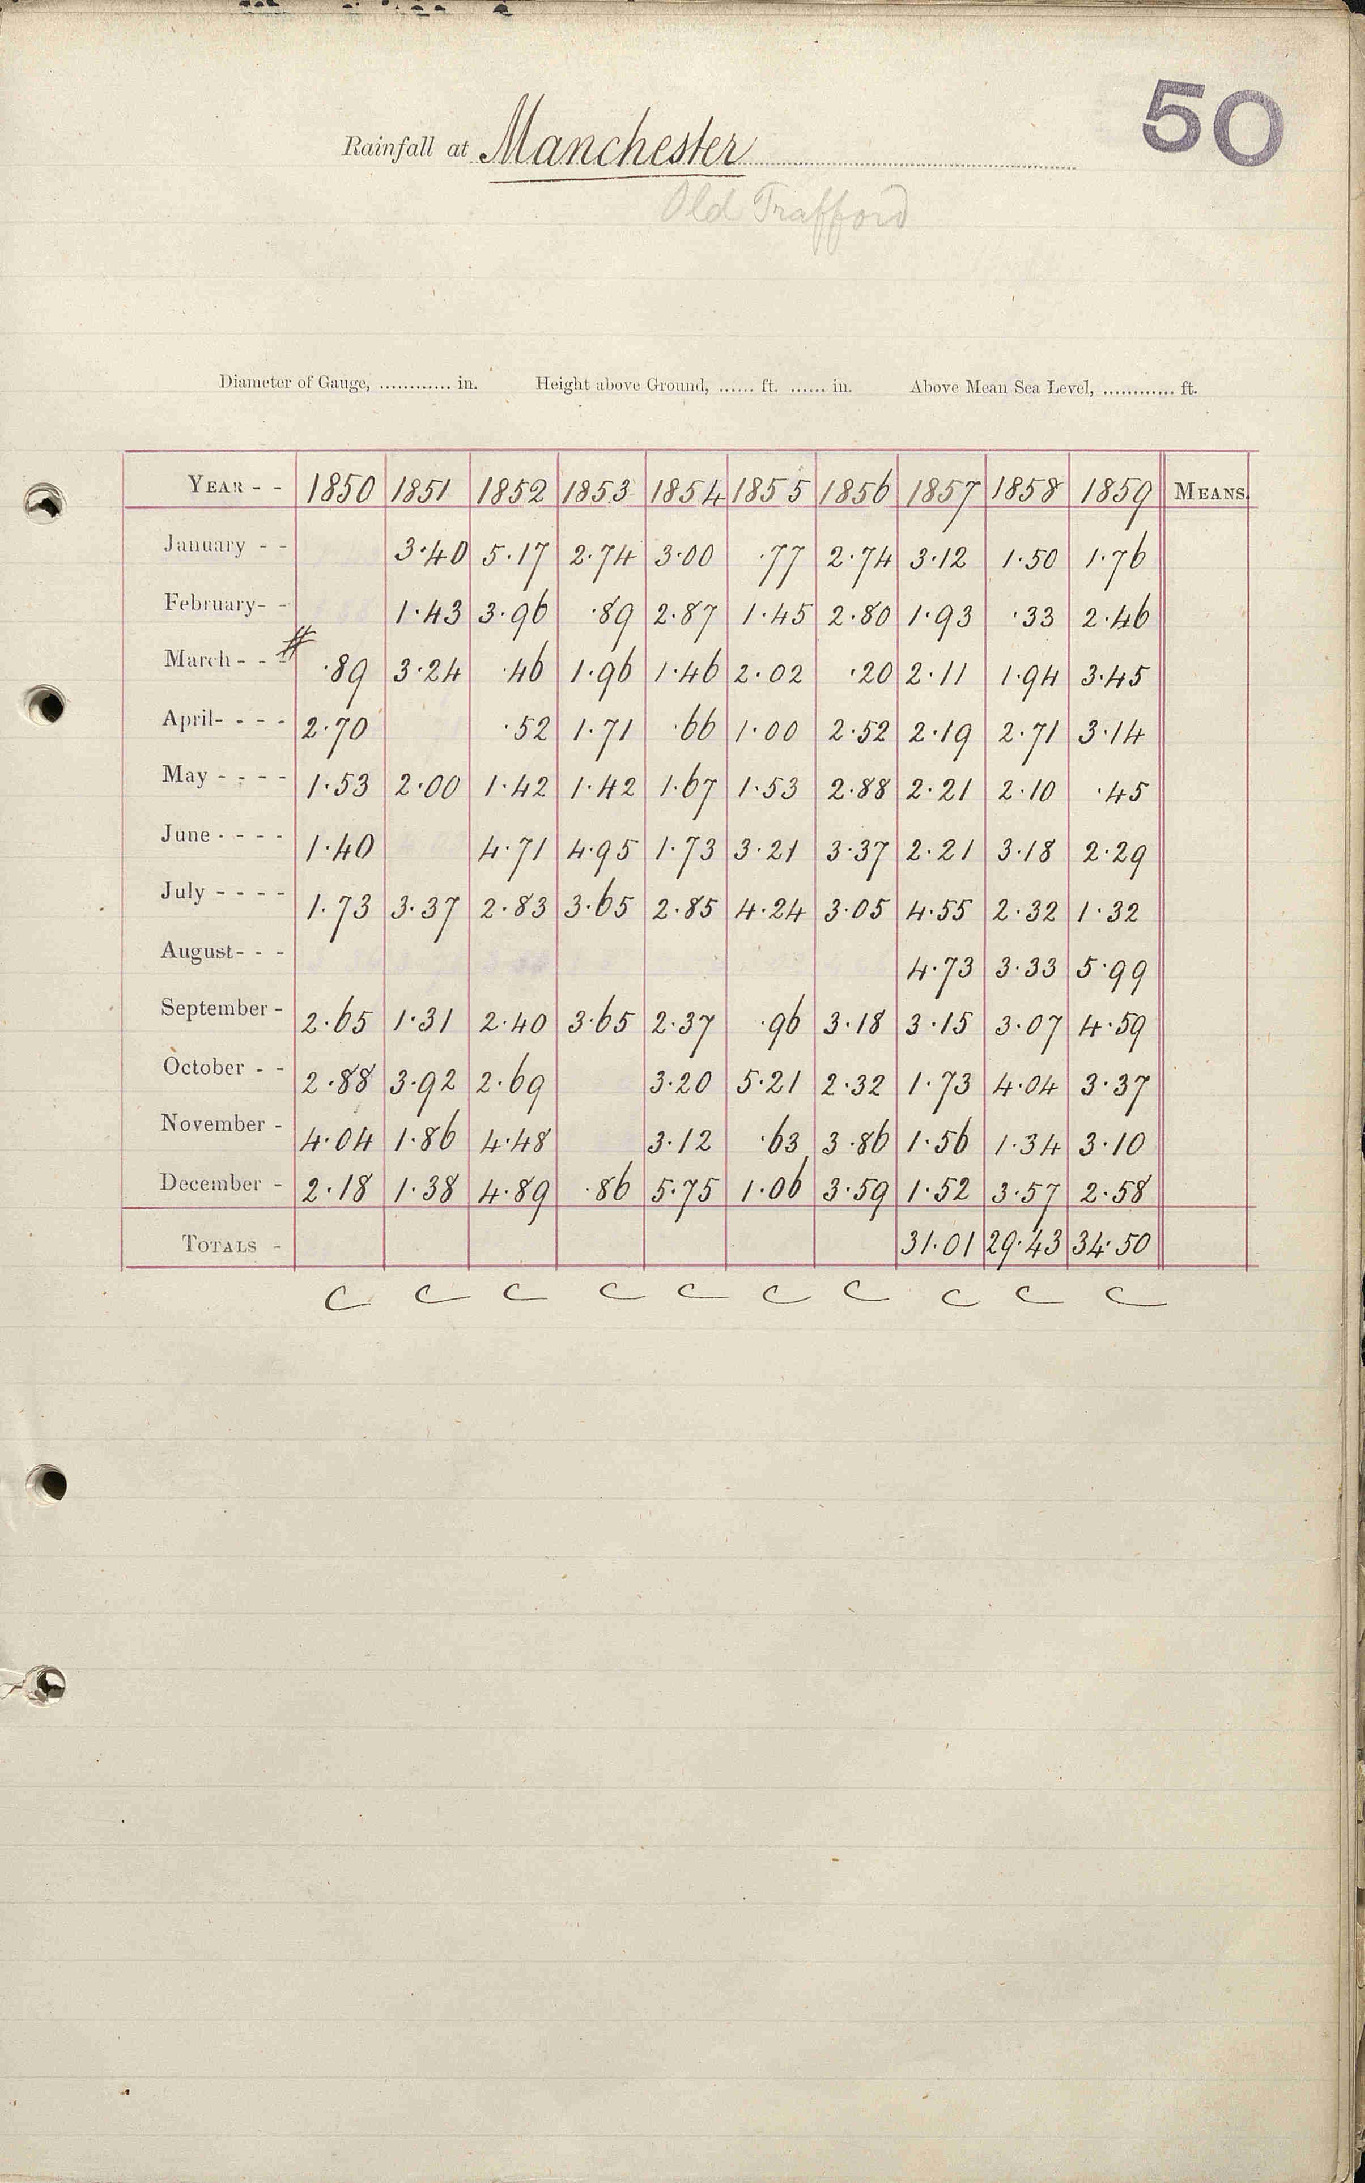 50
Rainfall at Manchester
Old Trafford
Diameter of Gauge, ............ in. Height above Ground, ...... ft. ...... in. Above Mean Sea Level, ............ ft.
YEAR - - 1850 1851 1852 1853 1854 1855 1856 1857 1858 1859 MEANS.
January - - 3·40 5·17 2·74 3·00 ·77 2·74 3·12 1·50 1·76
February- - 1·43 3·96 ·89 2·87 1·45 2·80 1·93 ·33 2·46
March - - - # ·89 3·24 ·46 1·96 1·46 2·02 ·20 2·11 1·94 3·45
April- - - - 2·70 ·52 1·71 ·66 1·00 2·52 2·19 2·71 3·14
May - - - - 1·53 2·00 1·42 1·42 1·67 1·53 2·88 2·21 2·10 ·45
June - - - - 1·40 4·71 4·95 1·73 3·21 3·37 2·21 3·18 2·29
July - - - - 1·73 3·37 2·83 3·65 2·85 4·24 3·05 4·55 2·32 1·32
August- - - 4·73 3·33 5·99
September - 2·65 1·31 2·40 3·65 2·37 ·96 3·18 3·15 3·07 4·59
October - - 2·88 3·92 2·69 3·20 5·21 2·32 1·73 4·04 3·37
November - 4·04 1·86 4·48 3·12 ·63 3·86 1·56 1·34 3·10
December - 2·18 1·38 4·89 ·86 5·75 1·06 3·59 1·52 3·57 2·58
TOTALS - 31·01 29·43 34·50
C C C C C C C C C C